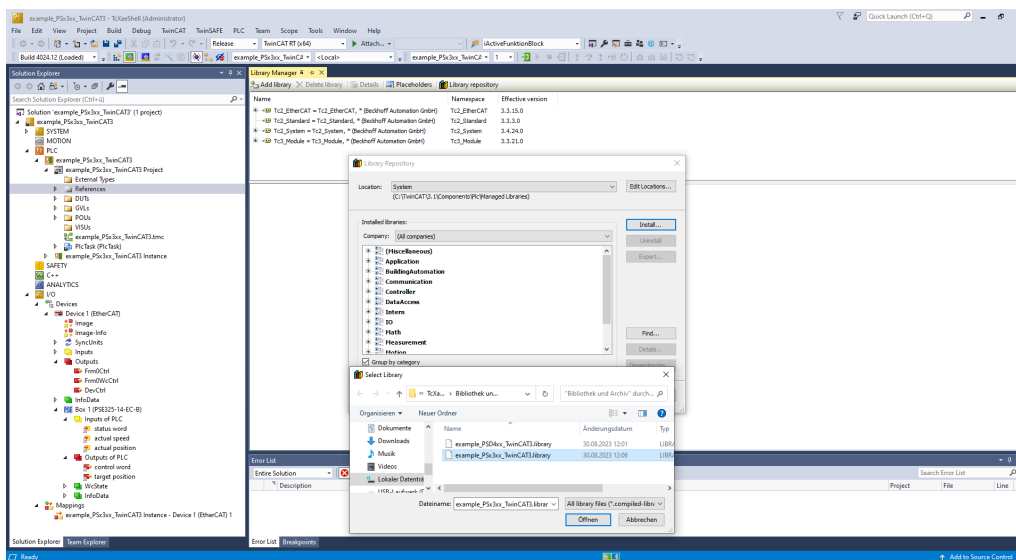 example_PSx3xx_TwinCAT3 - TcXaeShell (Administrator)
Quick Launch (Ctrl+Q)
File Edit View Project Build Debug TwinCAT TwinSAFE PLC Team Scope Tools Window Help
Release TwinCAT RT (x64) Attach... iActiveFunktionBlock
Build 4024.12 (Loaded) example_PSx3xx_TwinCA <Local> example_PSx3xx_TwinCA 1
Solution Explorer
Search Solution Explorer (Ctrl+ü)
Solution 'example_PSx3xx_TwinCAT3' (1 project)
example_PSx3xx_TwinCAT3
SYSTEM
MOTION
PLC
example_PSx3xx_TwinCAT3
example_PSx3xx_TwinCAT3 Project
External Types
References
DUTs
GVLs
POUs
VISUs
example_PSx3xx_TwinCAT3.tmc
PlcTask (PlcTask)
example_PSx3xx_TwinCAT3 Instance
SAFETY
C++
ANALYTICS
I/O
Devices
Device 1 (EtherCAT)
Image
Image-Info
SyncUnits
Inputs
Outputs
Frm0Ctrl
Frm0WcCtrl
DevCtrl
InfoData
Box 1 (PSE325-14-EC-B)
Inputs of PLC
status word
actual speed
actual position
Outputs of PLC
control word
target position
WcState
InfoData
Mappings
example_PSx3xx_TwinCAT3 Instance - Device 1 (EtherCAT) 1
Solution Explorer Team Explorer
Library Manager
Add library Delete library Details Placeholders Library repository
Name Namespace Effective version
Tc2_EtherCAT = Tc2_EtherCAT, * (Beckhoff Automation GmbH) Tc2_EtherCAT 3.3.15.0
Tc2_Standard = Tc2_Standard, * (Beckhoff Automation GmbH) Tc2_Standard 3.3.3.0
Tc2_System = Tc2_System, * (Beckhoff Automation GmbH) Tc2_System 3.4.24.0
Tc3_Module = Tc3_Module, * (Beckhoff Automation GmbH) Tc3_Module 3.3.21.0
Library Repository
Location: System Edit Locations...
(C:\TwinCAT\3.1\Components\Plc\Managed Libraries)
Installed libraries:
Install...
Company: (All companies)
Uninstall
Export...
(Miscellaneous)
Application
BuildingAutomation
Communication
Controller
DataAccess
Intern
IO
Math
Measurement
Motion
Find...
Details...
Dependencies...
Group by category
Select Library
« TcXa... › Bibliothek un... "Bibliothek und Archiv" durch...
Organisieren Neuer Ordner
Dokumente
Downloads
Musik
Videos
Lokaler Datenträ
Name Änderungsdatum Typ
example_PSD4xx_TwinCAT3.library 30.08.2023 12:01 LIBR
example_PSx3xx_TwinCAT3.library 30.08.2023 12:06 LIBR
Dateiname: example_PSx3xx_TwinCAT3.librar All library files (*.compiled-libra
Öffnen Abbrechen
Error List
Entire Solution
Search Error List
Description Project File Line
Error List Breakpoints
Ready
Add to Source Control